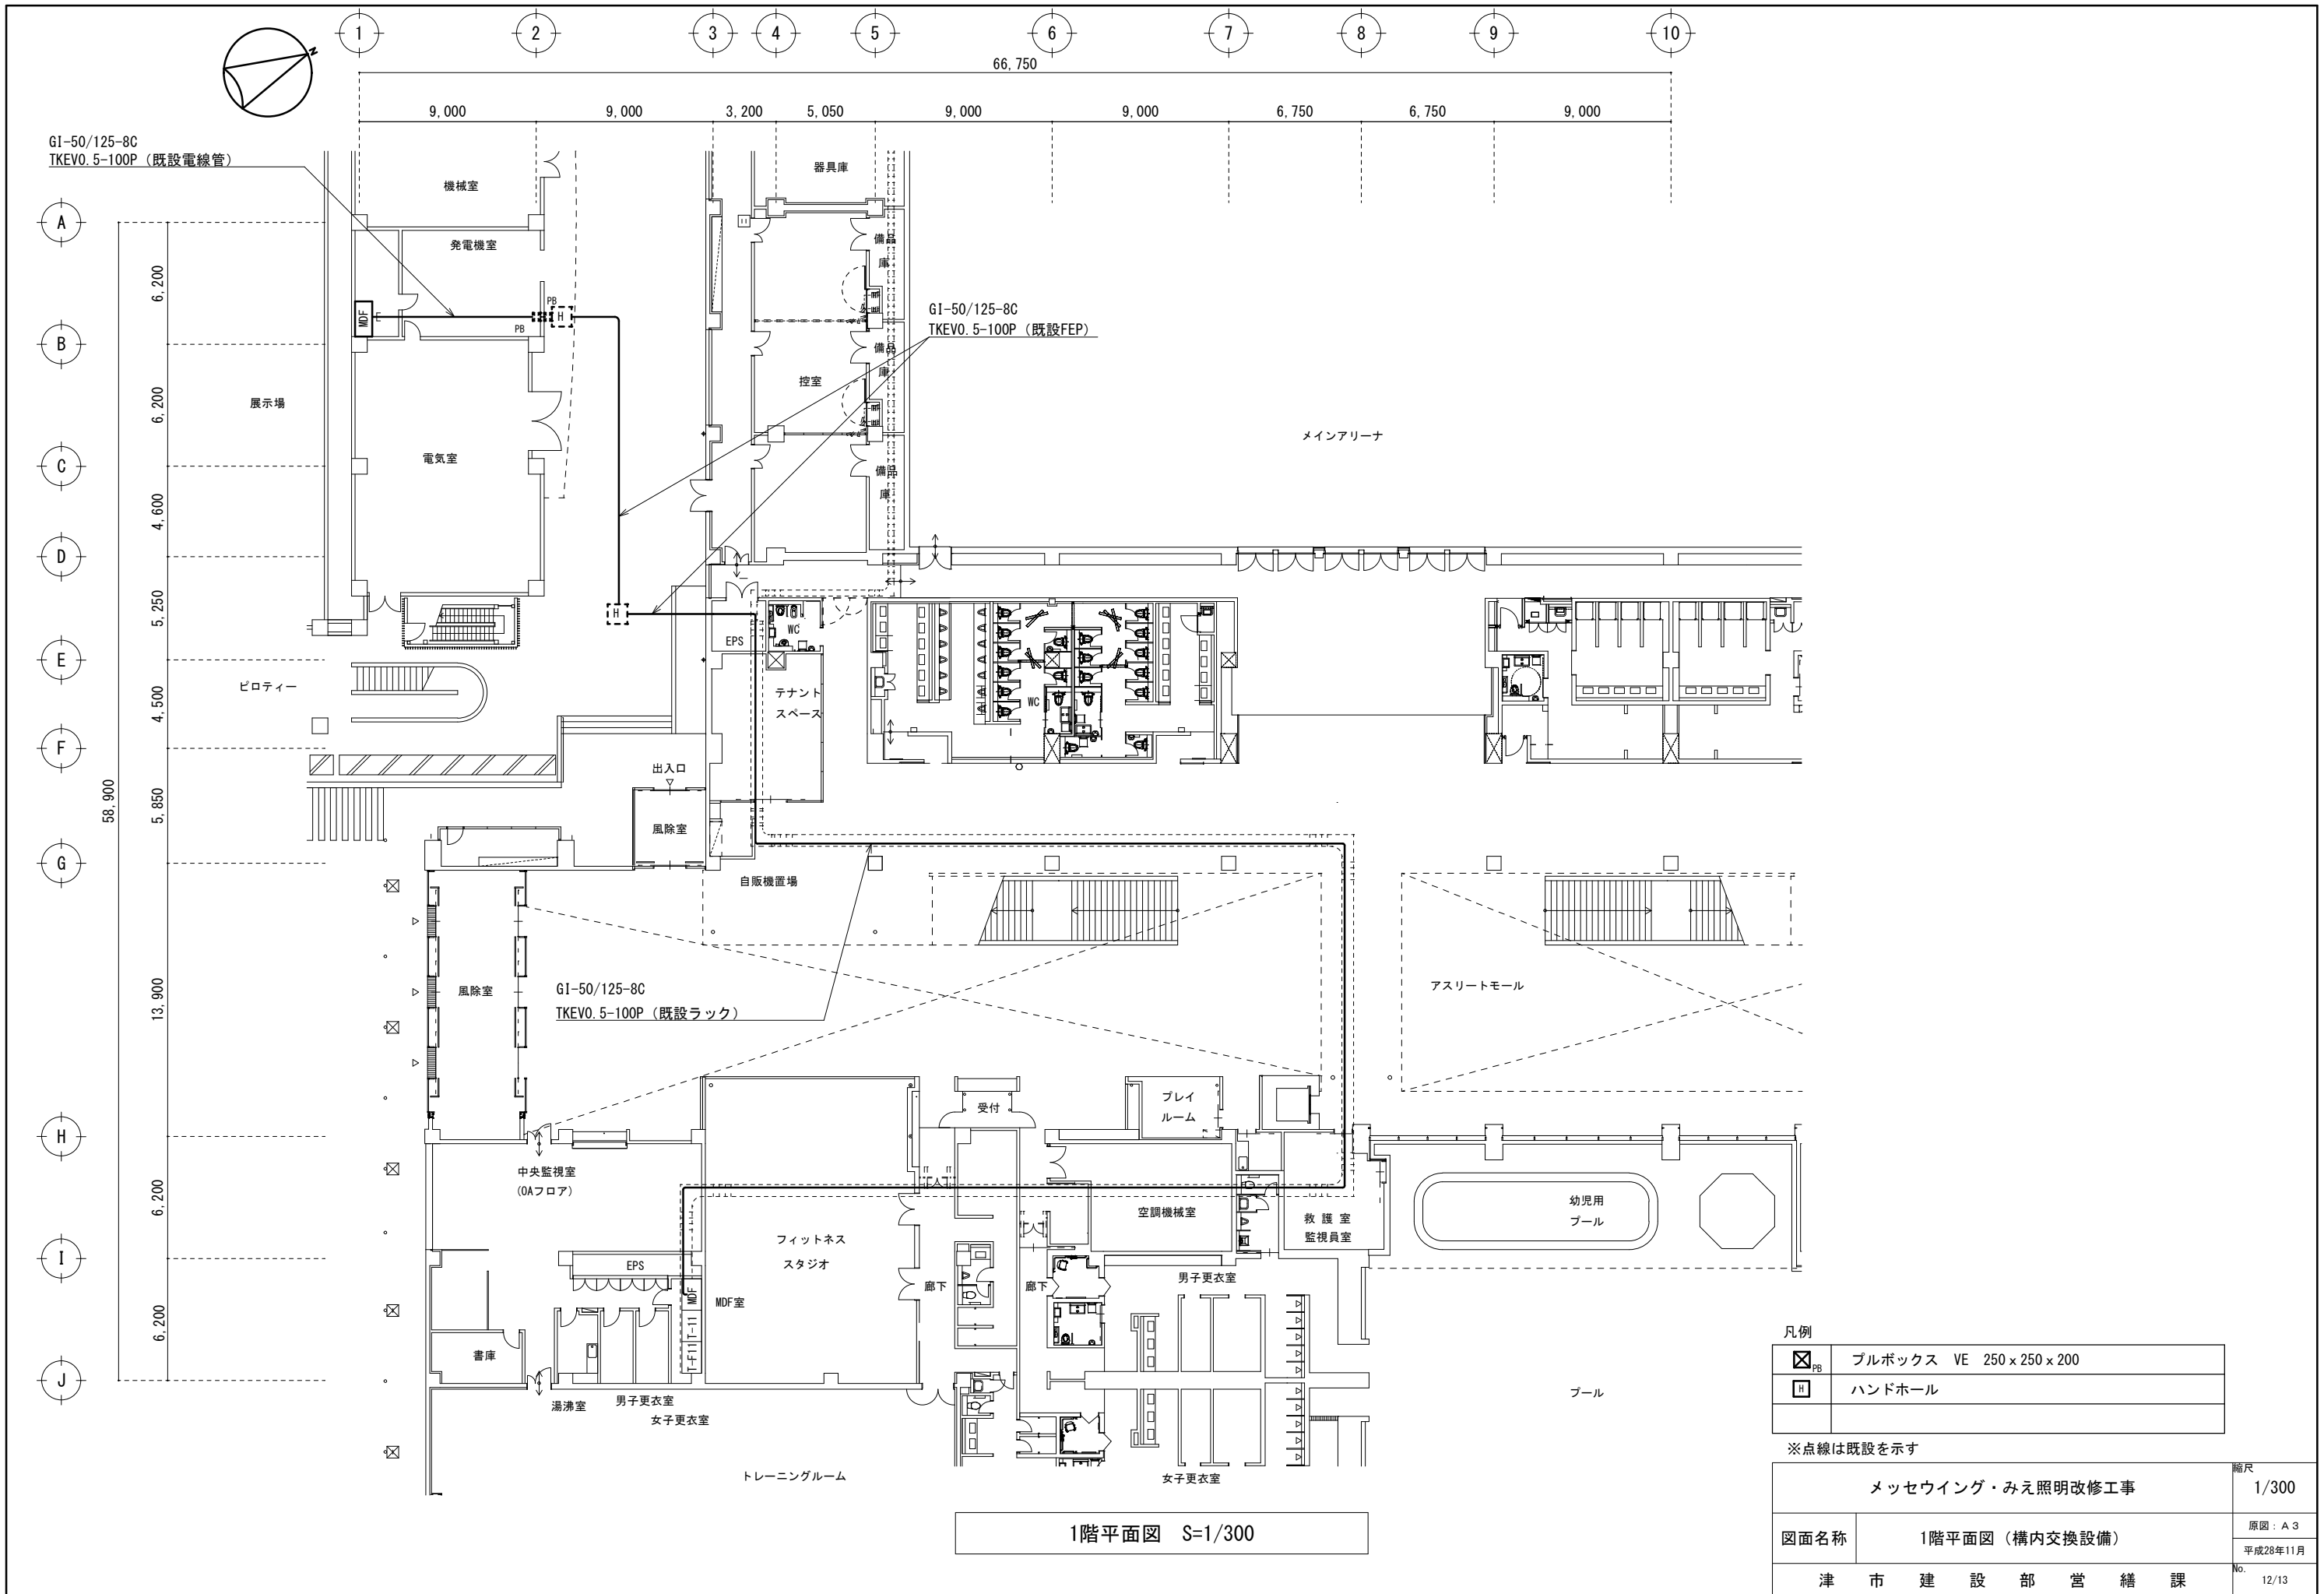 1 2 3 4 5 6 7 8 9 10
N
66,750
9,000 9,000 3,200 5,050 9,000 9,000 6,750 6,750 9,000
GI-50/125-8C
TKEV0.5-100P（既設電線管）
機械室
器具庫
A
発電機室
備品
庫
6,200
MDF
PB
H
PB
GI-50/125-8C
TKEV0.5-100P（既設FEP）
B
備品
庫
控室
展示場
6,200
メインアリーナ
電気室
C
備品
庫
4,600
D
5,250
H
EPS
WC
E
ピロティー
テナント
スペース
WC
4,500
F
出入口
58,900
5,850
風除室
G
自販機置場
13,900
風除室
GI-50/125-8C
TKEV0.5-100P（既設ラック）
アスリートモール
受付
プレイ
ルーム
H
中央監視室
(OAフロア)
6,200
空調機械室
救護室
監視員室
幼児用
プール
フィットネス
スタジオ
I
EPS
MDF
MDF室
廊下
廊下
男子更衣室
T-11
T-F11
6,200
書庫
J
湯沸室
男子更衣室
女子更衣室
プール
トレーニングルーム
女子更衣室
1階平面図 S=1/300
凡例
PB プルボックス VE 250x250x200
H ハンドホール
※点線は既設を示す
メッセウイング・みえ照明改修工事
縮尺
1/300
図面名称
1階平面図（構内交換設備）
原図：A3
平成28年11月
津市建設部営繕課
No.
12/13